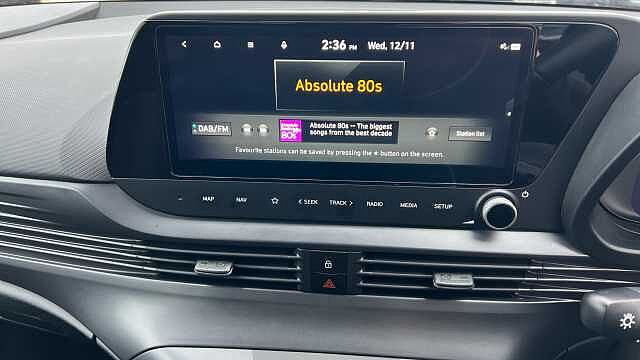 2:36 PM Wed, 12/11
Absolute 80s
DAB/FM
80s
Absolute 80s -- The biggest
songs from the best decade
Station list
Favourite stations can be saved by pressing the ★ button on the screen.
MAP NAV < SEEK TRACK > RADIO MEDIA SETUP